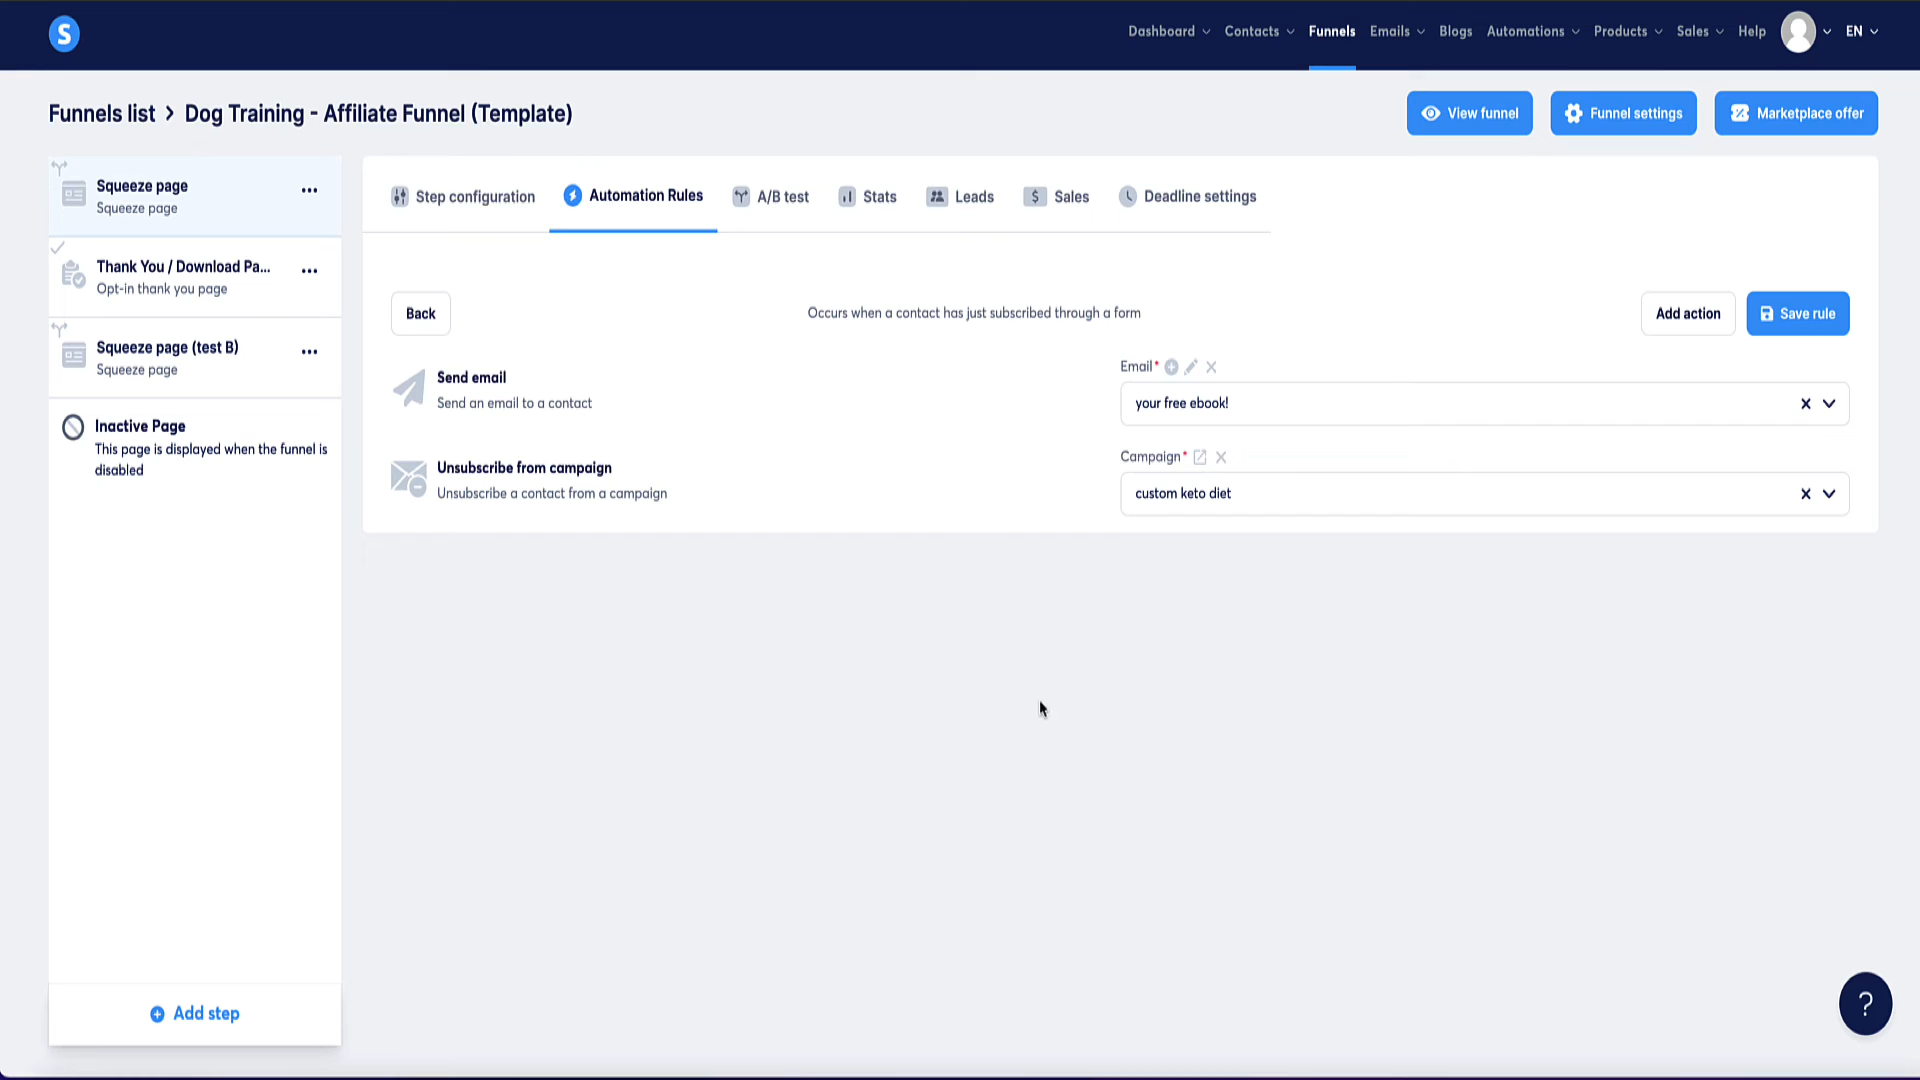 S
Dashboard Contacts Funnels Emails Blogs Automations Products Sales Help EN
Funnels list > Dog Training - Affiliate Funnel (Template)
View funnel Funnel settings Marketplace offer
Squeeze page
Squeeze page
Thank You / Download Pa...
Opt-in thank you page
Squeeze page (test B)
Squeeze page
Inactive Page
This page is displayed when the funnel is
disabled
Add step
Step configuration Automation Rules A/B test Stats Leads $ Sales Deadline settings
Back Occurs when a contact has just subscribed through a form Add action Save rule
Send email
Send an email to a contact
Email*
your free ebook!
Unsubscribe from campaign
Unsubscribe a contact from a campaign
Campaign*
custom keto diet
?